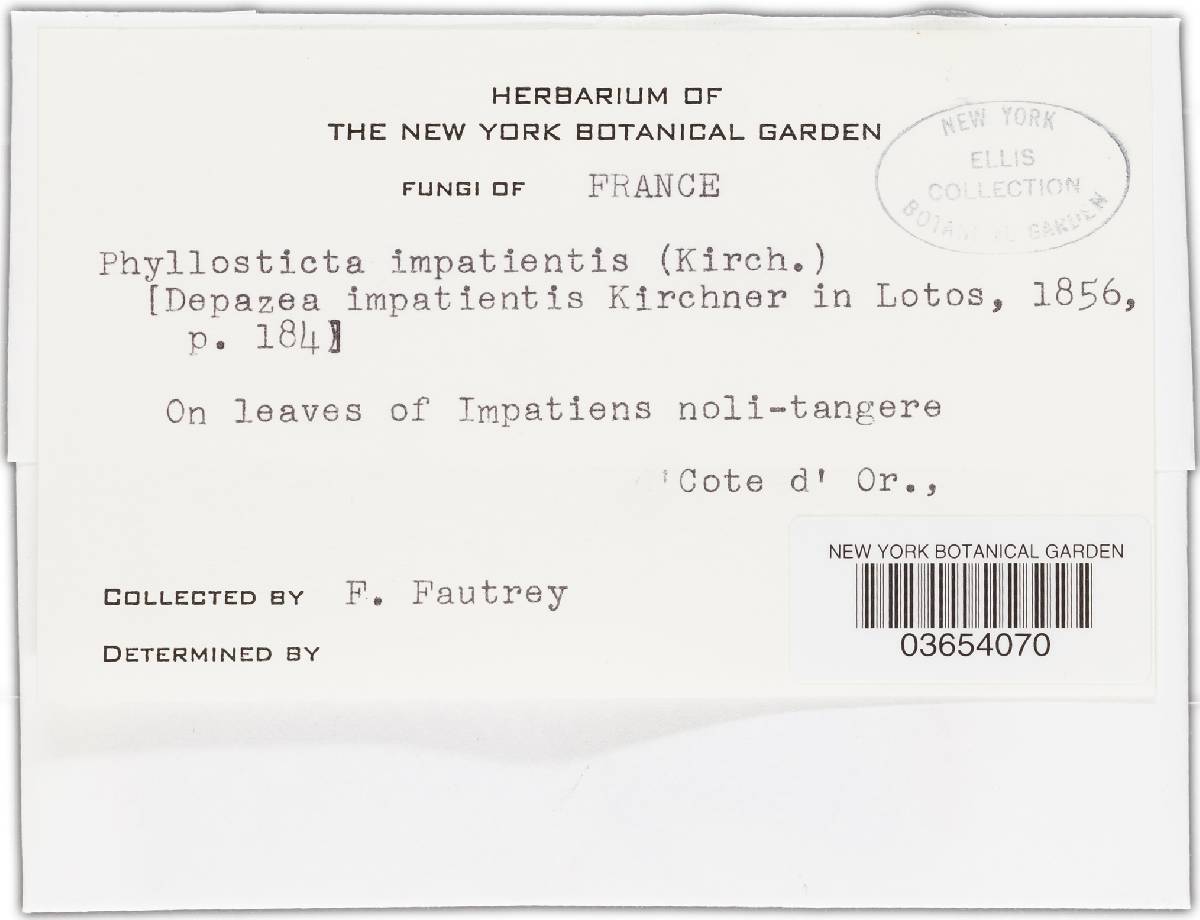 HERBARIUM OF
THE NEW YORK BOTANICAL GARDEN
NEW YORK
ELLIS
COLLECTION
BOTANICAL GARDEN
FUNGI OF FRANCE
Phyllosticta impatientis (Kirch.)
[Depazea impatientis Kirchner in Lotos, 1856,
p. 184]
On leaves of Impatiens noli-tangere
'Cote d' Or.,
NEW YORK BOTANICAL GARDEN
03654070
COLLECTED BY F. Fautrey
DETERMINED BY